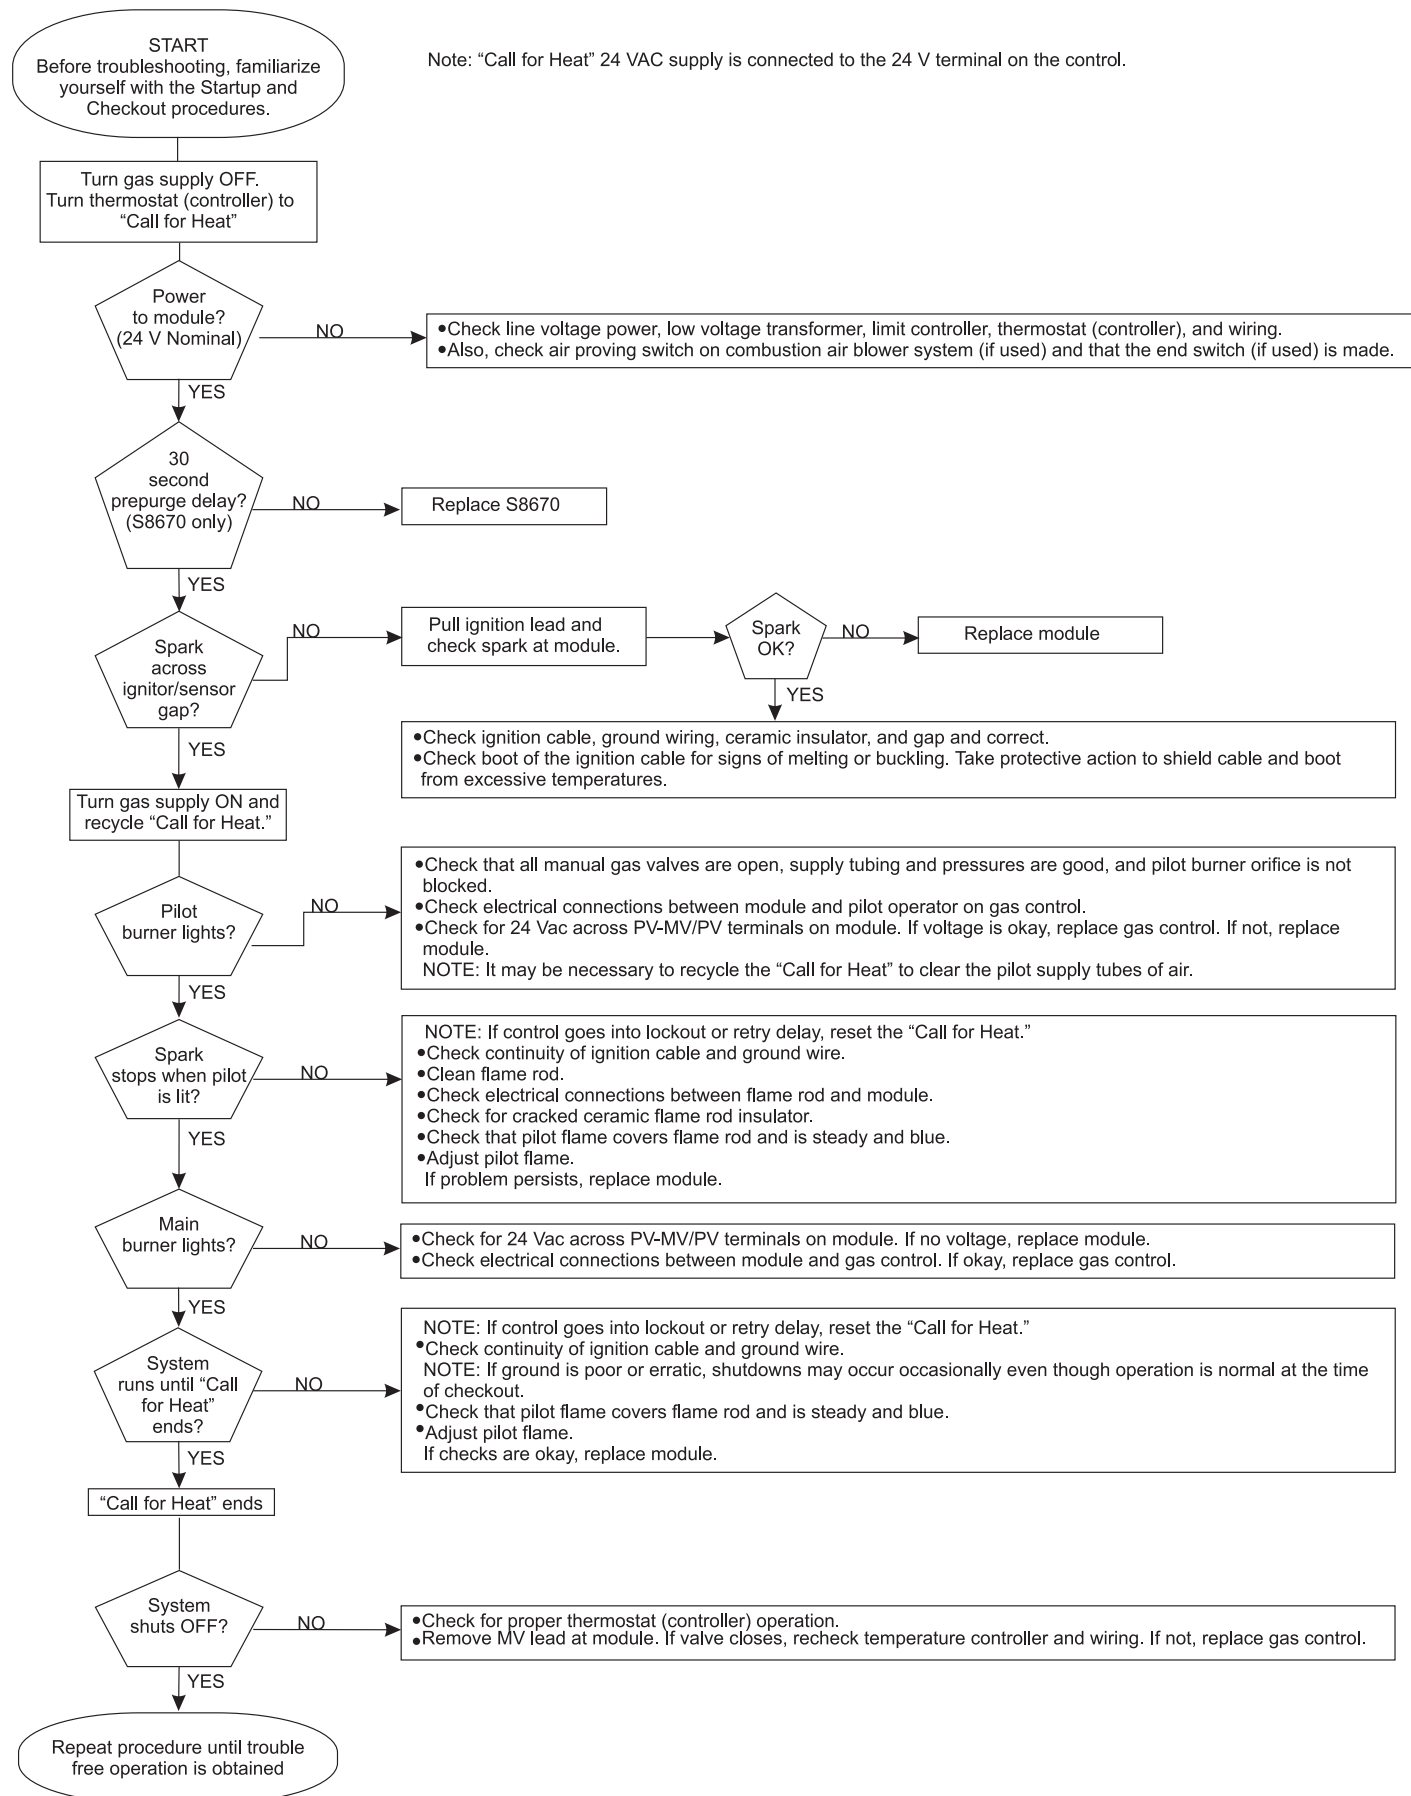 START
Before troubleshooting, familiarize
yourself with the Startup and
Checkout procedures.
Note: “Call for Heat” 24 VAC supply is connected to the 24 V terminal on the control.
Turn gas supply OFF.
Turn thermostat (controller) to
“Call for Heat”
Power
to module?
(24 V Nominal)
NO
•Check line voltage power, low voltage transformer, limit controller, thermostat (controller), and wiring.
•Also, check air proving switch on combustion air blower system (if used) and that the end switch (if used) is made.
YES
30
second
prepurge delay?
(S8670 only)
NO
Replace S8670
YES
Spark
across
ignitor/sensor
gap?
NO
Pull ignition lead and
check spark at module.
Spark
OK?
NO
Replace module
YES
•Check ignition cable, ground wiring, ceramic insulator, and gap and correct.
•Check boot of the ignition cable for signs of melting or buckling. Take protective action to shield cable and boot
from excessive temperatures.
YES
Turn gas supply ON and
recycle “Call for Heat.”
Pilot
burner lights?
NO
•Check that all manual gas valves are open, supply tubing and pressures are good, and pilot burner orifice is not
blocked.
•Check electrical connections between module and pilot operator on gas control.
•Check for 24 Vac across PV-MV/PV terminals on module. If voltage is okay, replace gas control. If not, replace
module.
NOTE: It may be necessary to recycle the “Call for Heat” to clear the pilot supply tubes of air.
YES
Spark
stops when pilot
is lit?
NO
NOTE: If control goes into lockout or retry delay, reset the “Call for Heat.”
•Check continuity of ignition cable and ground wire.
•Clean flame rod.
•Check electrical connections between flame rod and module.
•Check for cracked ceramic flame rod insulator.
•Check that pilot flame covers flame rod and is steady and blue.
•Adjust pilot flame.
If problem persists, replace module.
YES
Main
burner lights?
NO
•Check for 24 Vac across PV-MV/PV terminals on module. If no voltage, replace module.
•Check electrical connections between module and gas control. If okay, replace gas control.
YES
System
runs until “Call
for Heat”
ends?
NO
NOTE: If control goes into lockout or retry delay, reset the “Call for Heat.”
•Check continuity of ignition cable and ground wire.
NOTE: If ground is poor or erratic, shutdowns may occur occasionally even though operation is normal at the time
of checkout.
•Check that pilot flame covers flame rod and is steady and blue.
•Adjust pilot flame.
If checks are okay, replace module.
YES
“Call for Heat” ends
System
shuts OFF?
NO
•Check for proper thermostat (controller) operation.
•Remove MV lead at module. If valve closes, recheck temperature controller and wiring. If not, replace gas control.
YES
Repeat procedure until trouble
free operation is obtained